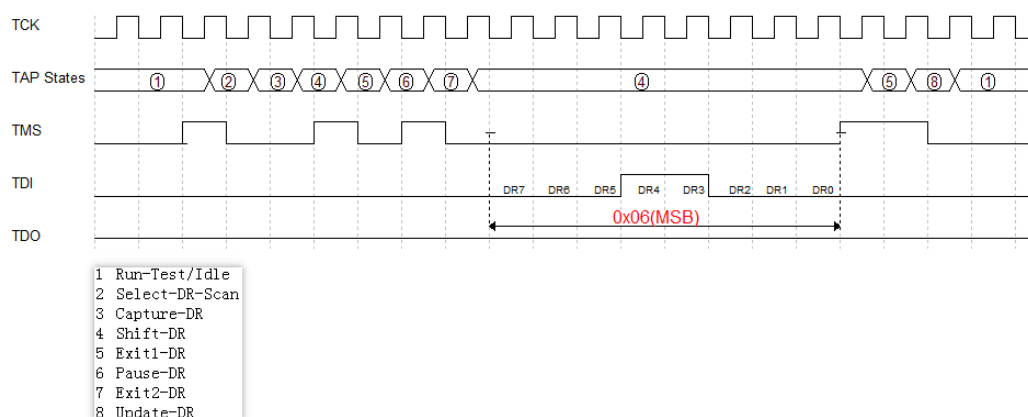 TCK
TAP States ① ② ③ ④ ⑤ ⑥ ⑦ ④ ⑤ ⑧ ①
TMS
TDI DR7 DR6 DR5 DR4 DR3 DR2 DR1 DR0
0x06(MSB)
TDO
1 Run-Test/Idle
2 Select-DR-Scan
3 Capture-DR
4 Shift-DR
5 Exit1-DR
6 Pause-DR
7 Exit2-DR
8 Update-DR